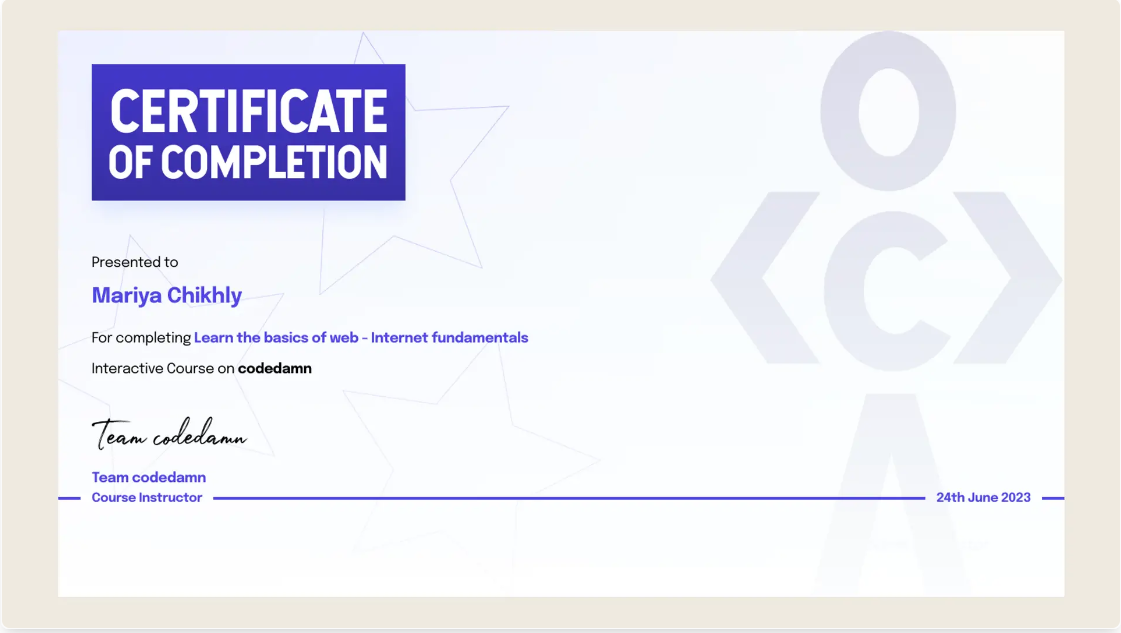 CERTIFICATE
OF COMPLETION
Presented to
Mariya Chikhly
For completing Learn the basics of web - Internet fundamentals
Interactive Course on codedamn
Team codedamn
Team codedamn
Course Instructor
24th June 2023